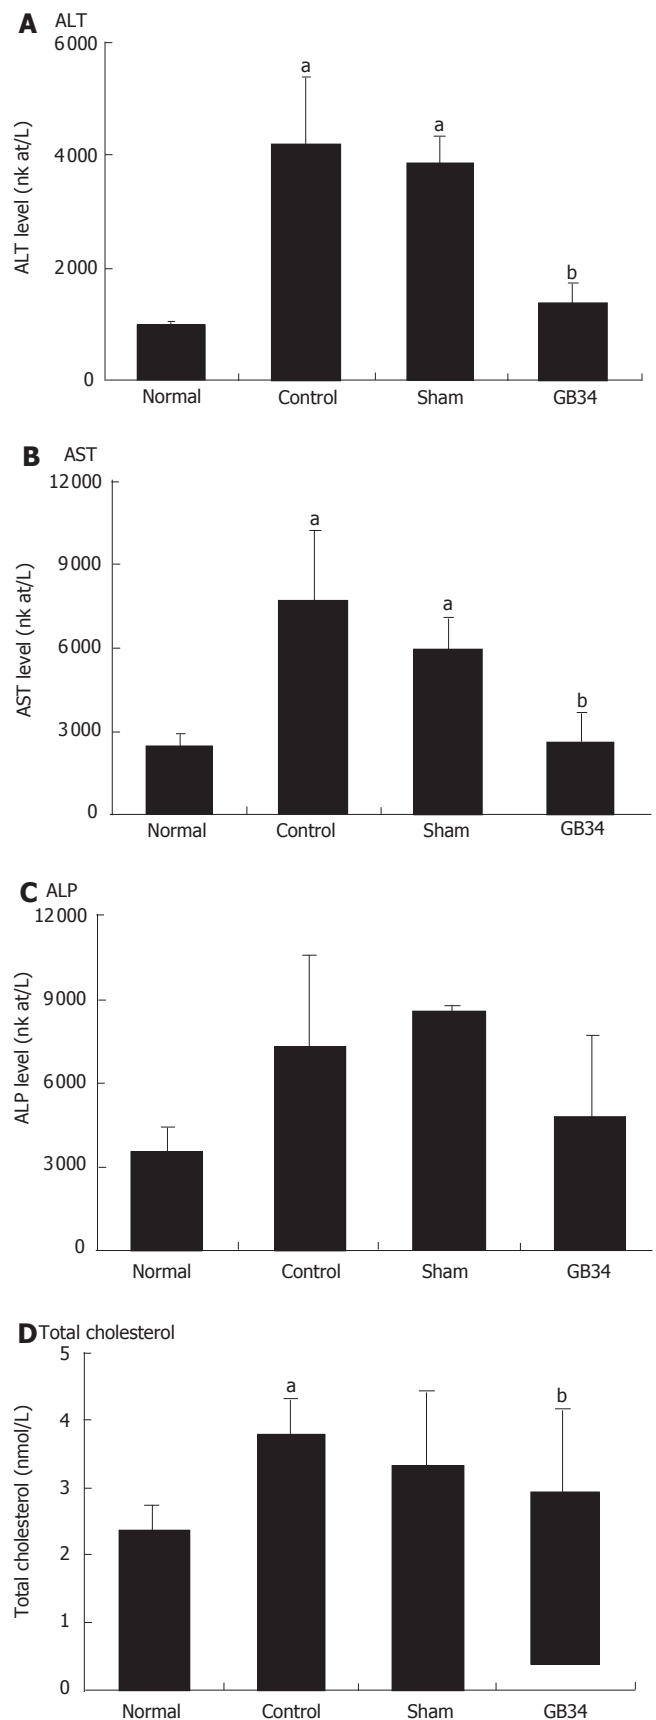 A ALT
6000
4000
2000
0
ALT level (nk at/L)
a
a
b
Normal Control Sham GB34
B AST
12000
9000
6000
3000
0
AST level (nk at/L)
a
a
b
Normal Control Sham GB34
C ALP
12000
9000
6000
3000
0
ALP level (nk at/L)
Normal Control Sham GB34
D Total cholesterol
5
4
3
2
1
0
Total cholesterol (nmol/L)
a
b
Normal Control Sham GB34